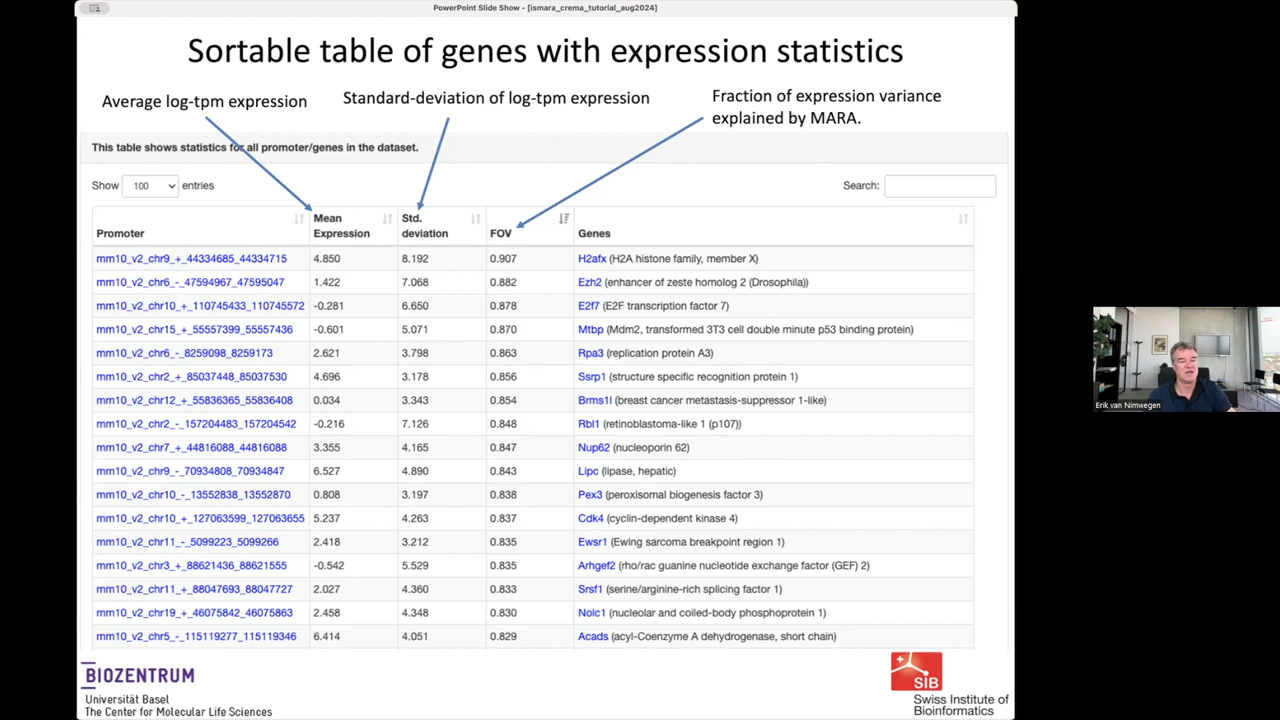 PowerPoint Slide Show - [ismara_crema_tutorial_aug2024]
Sortable table of genes with expression statistics
Average log-tpm expression
Standard-deviation of log-tpm expression
Fraction of expression variance
explained by MARA.
This table shows statistics for all promoter/genes in the dataset.
Show 100 entries Search:
Promoter Mean Expression Std. deviation FOV Genes
mm10_v2_chr9_+_44334685_44334715 4.850 8.192 0.907 H2afx (H2A histone family, member X)
mm10_v2_chr6_-_47594967_47595047 1.422 7.068 0.882 Ezh2 (enhancer of zeste homolog 2 (Drosophila))
mm10_v2_chr10_+_110745433_110745572 -0.281 6.650 0.878 E2f7 (E2F transcription factor 7)
mm10_v2_chr15_+_55557399_55557436 -0.601 5.071 0.870 Mtbp (Mdm2, transformed 3T3 cell double minute p53 binding protein)
mm10_v2_chr6_-_8259098_8259173 2.621 3.798 0.863 Rpa3 (replication protein A3)
mm10_v2_chr2_+_85037448_85037530 4.696 3.178 0.856 Ssrp1 (structure specific recognition protein 1)
mm10_v2_chr12_+_55836365_55836408 0.034 3.343 0.854 Brms1l (breast cancer metastasis-suppressor 1-like)
mm10_v2_chr2_-_157204483_157204542 -0.216 7.126 0.848 Rbl1 (retinoblastoma-like 1 (p107))
mm10_v2_chr7_+_44816088_44816088 3.355 4.165 0.847 Nup62 (nucleoporin 62)
mm10_v2_chr9_-_70934808_70934847 6.527 4.890 0.843 Lipc (lipase, hepatic)
mm10_v2_chr10_-_13552838_13552870 0.808 3.197 0.838 Pex3 (peroxisomal biogenesis factor 3)
mm10_v2_chr10_+_127063599_127063655 5.237 4.263 0.837 Cdk4 (cyclin-dependent kinase 4)
mm10_v2_chr11_-_5099223_5099266 2.418 3.212 0.835 Ewsr1 (Ewing sarcoma breakpoint region 1)
mm10_v2_chr3_+_88621436_88621555 -0.542 5.529 0.835 Arhgef2 (rho/rac guanine nucleotide exchange factor (GEF) 2)
mm10_v2_chr11_+_88047693_88047727 2.027 4.360 0.833 Srsf1 (serine/arginine-rich splicing factor 1)
mm10_v2_chr19_+_46075842_46075863 2.458 4.348 0.830 Nolc1 (nucleolar and coiled-body phosphoprotein 1)
mm10_v2_chr5_-_115119277_115119346 6.414 4.051 0.829 Acads (acyl-Coenzyme A dehydrogenase, short chain)
BIOZENTRUM
Universität Basel
The Center for Molecular Life Sciences
SIB
Swiss Institute of
Bioinformatics
Erik van Nimwegen